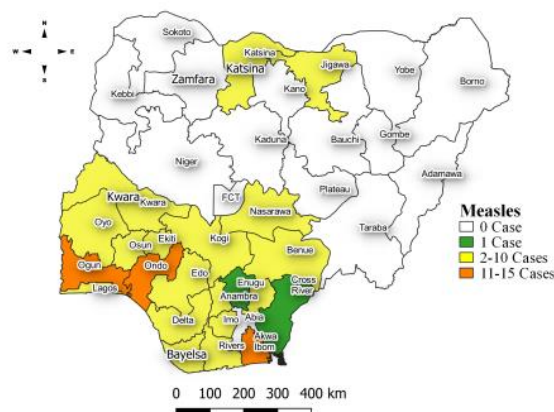 N
W E
S
Sokoto
Katsina
Zamfara
Katsina
Jigawa
Yobe
Borno
Kebbi
Kano
Kaduna
Bauchi
Gombe
Niger
Adamawa
FCT
Plateau
Kwara
Kwara
Nasarawa
Taraba
Oyo
Ekiti
Kogi
Osun
Benue
Ogun
Ondo
Edo
Enugu
Cross
River
Lagos
Anambra
Delta
Imo
Abia
Bayelsa
Rivers
Akwa
Ibom
Measles
0 Case
1 Case
2-10 Cases
11-15 Cases
0 100 200 300 400 km